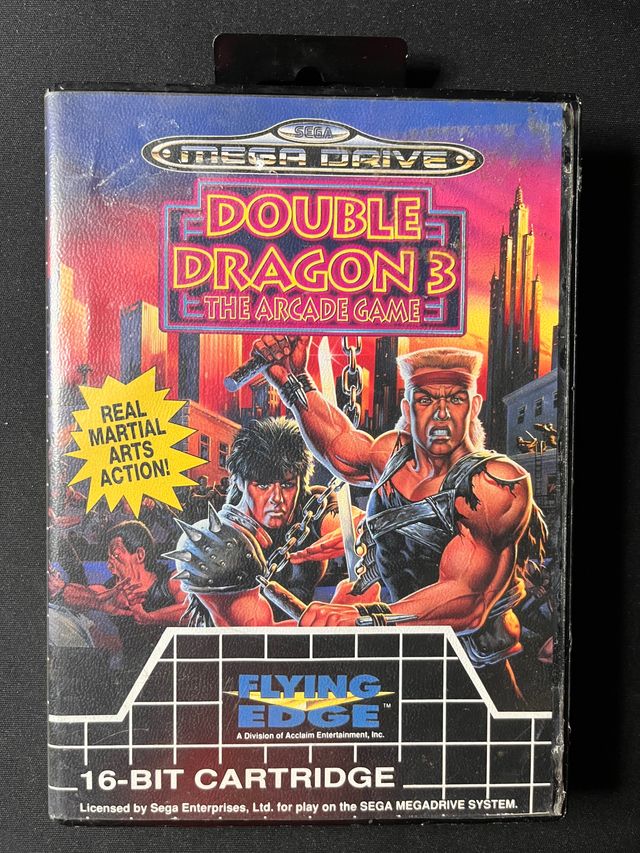 SEGA
MEGA DRIVE
DOUBLE
DRAGON 3
THE ARCADE GAME
REAL
MARTIAL
ARTS
ACTION!
FLYING
EDGE™
A Division of Acclaim Entertainment, Inc.
16-BIT CARTRIDGE
Licensed by Sega Enterprises, Ltd. for play on the SEGA MEGADRIVE SYSTEM.